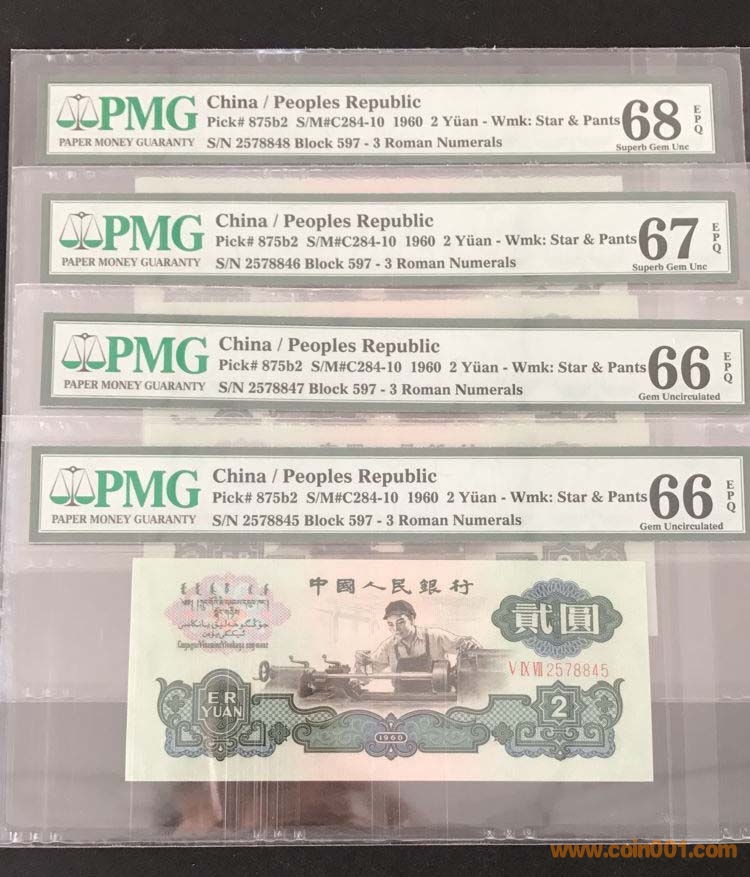 PMG
PAPER MONEY GUARANTY
China / Peoples Republic
Pick# 875b2 S/M#C284-10 1960 2 Yüan - Wmk: Star & Pants
S/N 2578848 Block 597 - 3 Roman Numerals
68
EPQ
Superb Gem Unc
PMG
PAPER MONEY GUARANTY
China / Peoples Republic
Pick# 875b2 S/M#C284-10 1960 2 Yüan - Wmk: Star & Pants
S/N 2578846 Block 597 - 3 Roman Numerals
67
EPQ
Superb Gem Unc
PMG
PAPER MONEY GUARANTY
China / Peoples Republic
Pick# 875b2 S/M#C284-10 1960 2 Yüan - Wmk: Star & Pants
S/N 2578847 Block 597 - 3 Roman Numerals
66
EPQ
Gem Uncirculated
PMG
PAPER MONEY GUARANTY
China / Peoples Republic
Pick# 875b2 S/M#C284-10 1960 2 Yüan - Wmk: Star & Pants
S/N 2578845 Block 597 - 3 Roman Numerals
66
EPQ
Gem Uncirculated
中國人民銀行
貳圓
V IX VII 2578845
ER
YUAN
1960
2
www.coin001.com